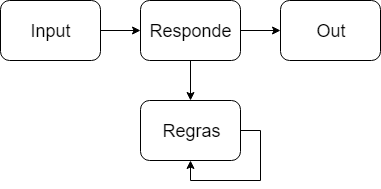 Input
Responde
Out
Regras